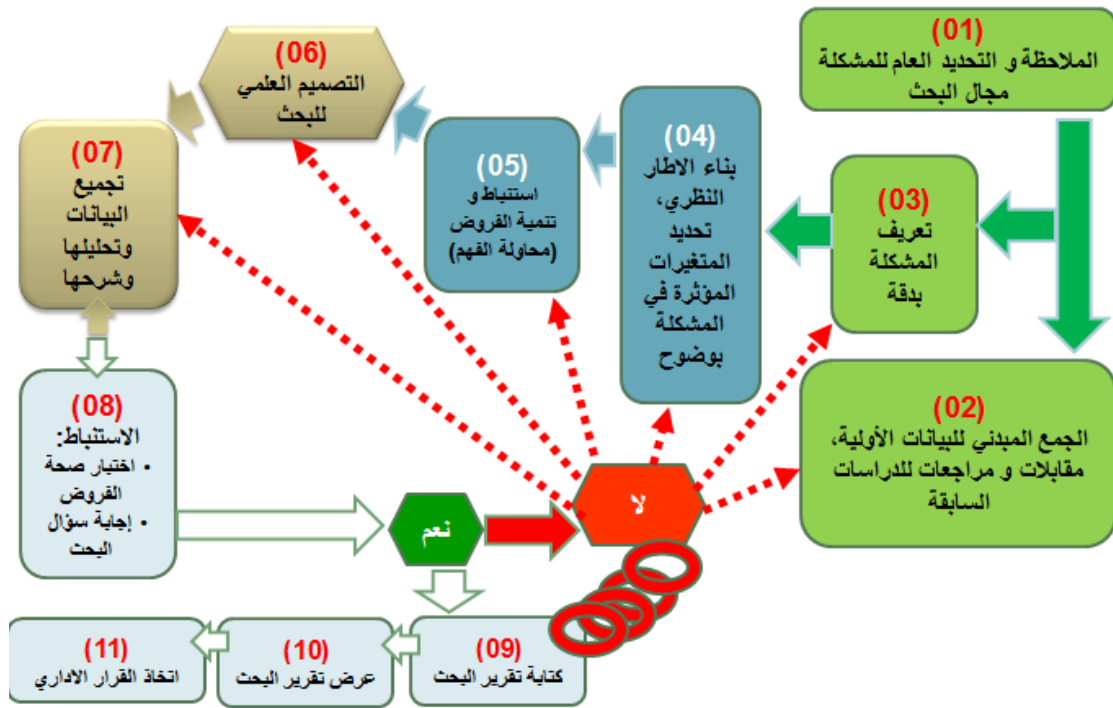 (01)
الملاحظة و التحديد العام للمشكلة
مجال البحث
(02)
الجمع المبدئي للبيانات الأولية،
مقابلات و مراجعات للدراسات
السابقة
(03)
تعريف
المشكلة
بدقة
(04)
بناء الاطار
النظري،
تحديد
المتغيرات
المؤثرة في
المشكلة
بوضوح
(05)
استنباط و
تنمية الفروض
(محاولة الفهم)
(06)
التصميم العلمي
للبحث
(07)
تجميع
البيانات
وتحليلها
وشرحها
(08)
الاستنباط:
• اختبار صحة
الفروض
• إجابة سؤال
البحث
نعم
لا
(09)
كتابة تقرير البحث
(10)
عرض تقرير البحث
(11)
اتخاذ القرار الاداري